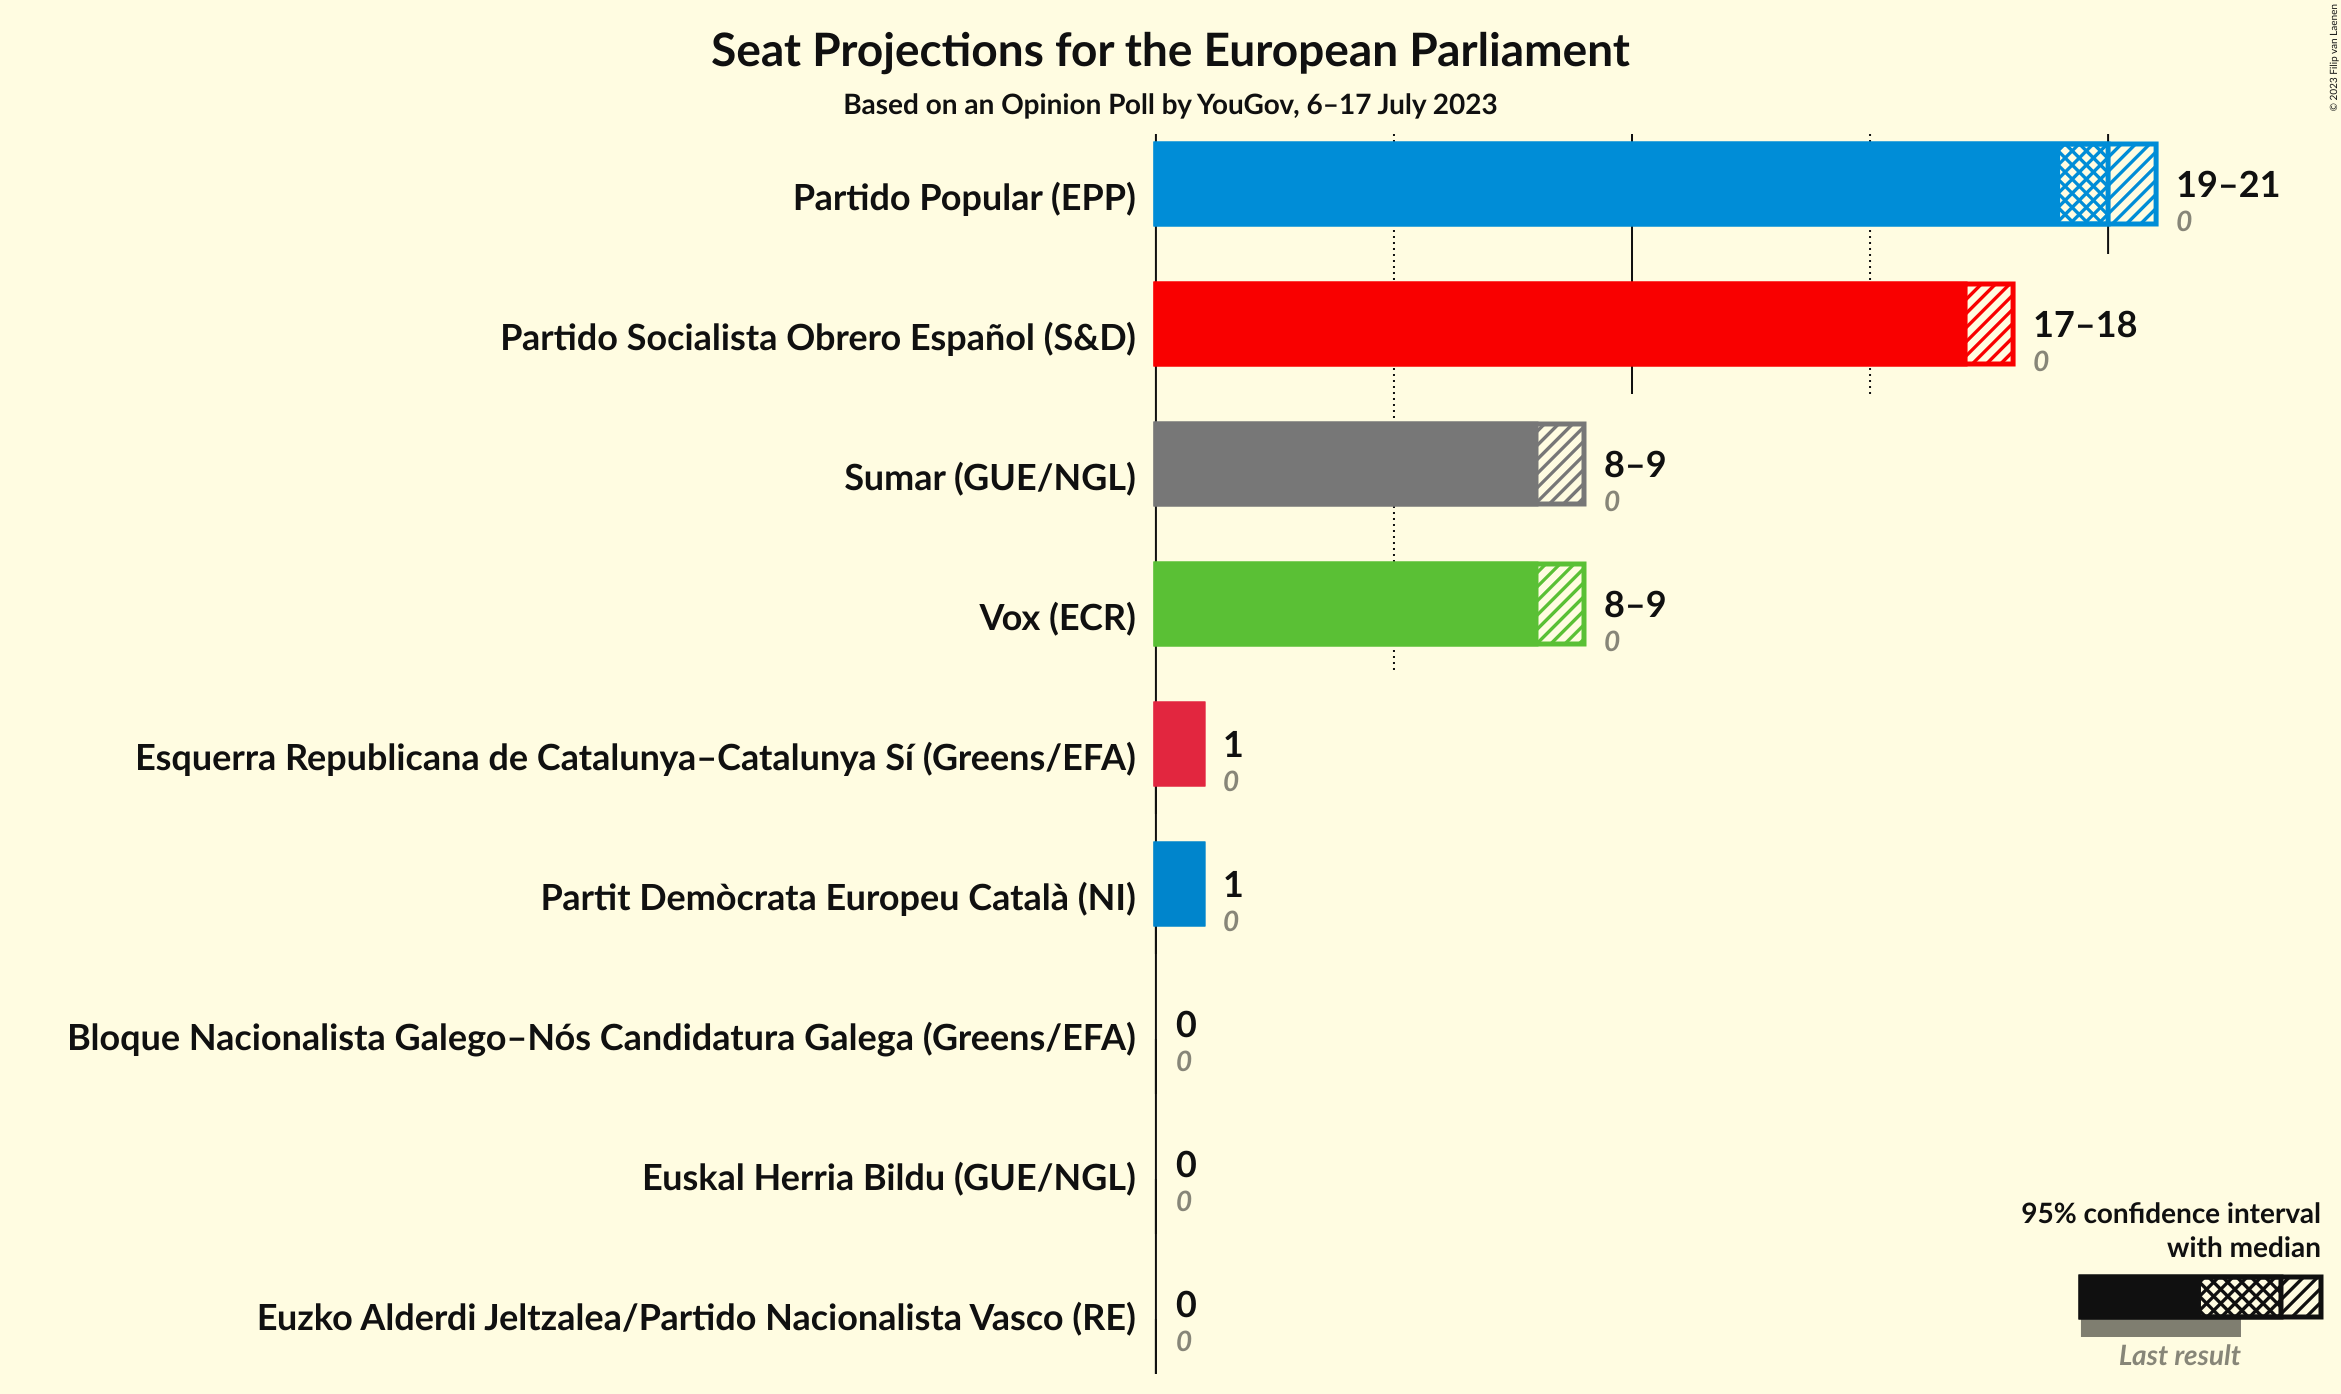 Seat Projections for the European Parliament
Based on an Opinion Poll by YouGov, 6–17 July 2023
© 2023 Filip van Laenen
Partido Popular (EPP)
19–21
0
Partido Socialista Obrero Español (S&D)
17–18
0
Sumar (GUE/NGL)
8–9
0
Vox (ECR)
8–9
0
Esquerra Republicana de Catalunya–Catalunya Sí (Greens/EFA)
1
0
Partit Demòcrata Europeu Català (NI)
1
0
Bloque Nacionalista Galego–Nós Candidatura Galega (Greens/EFA)
0
0
Euskal Herria Bildu (GUE/NGL)
0
0
Euzko Alderdi Jeltzalea/Partido Nacionalista Vasco (RE)
0
0
95% confidence interval
with median
Last result